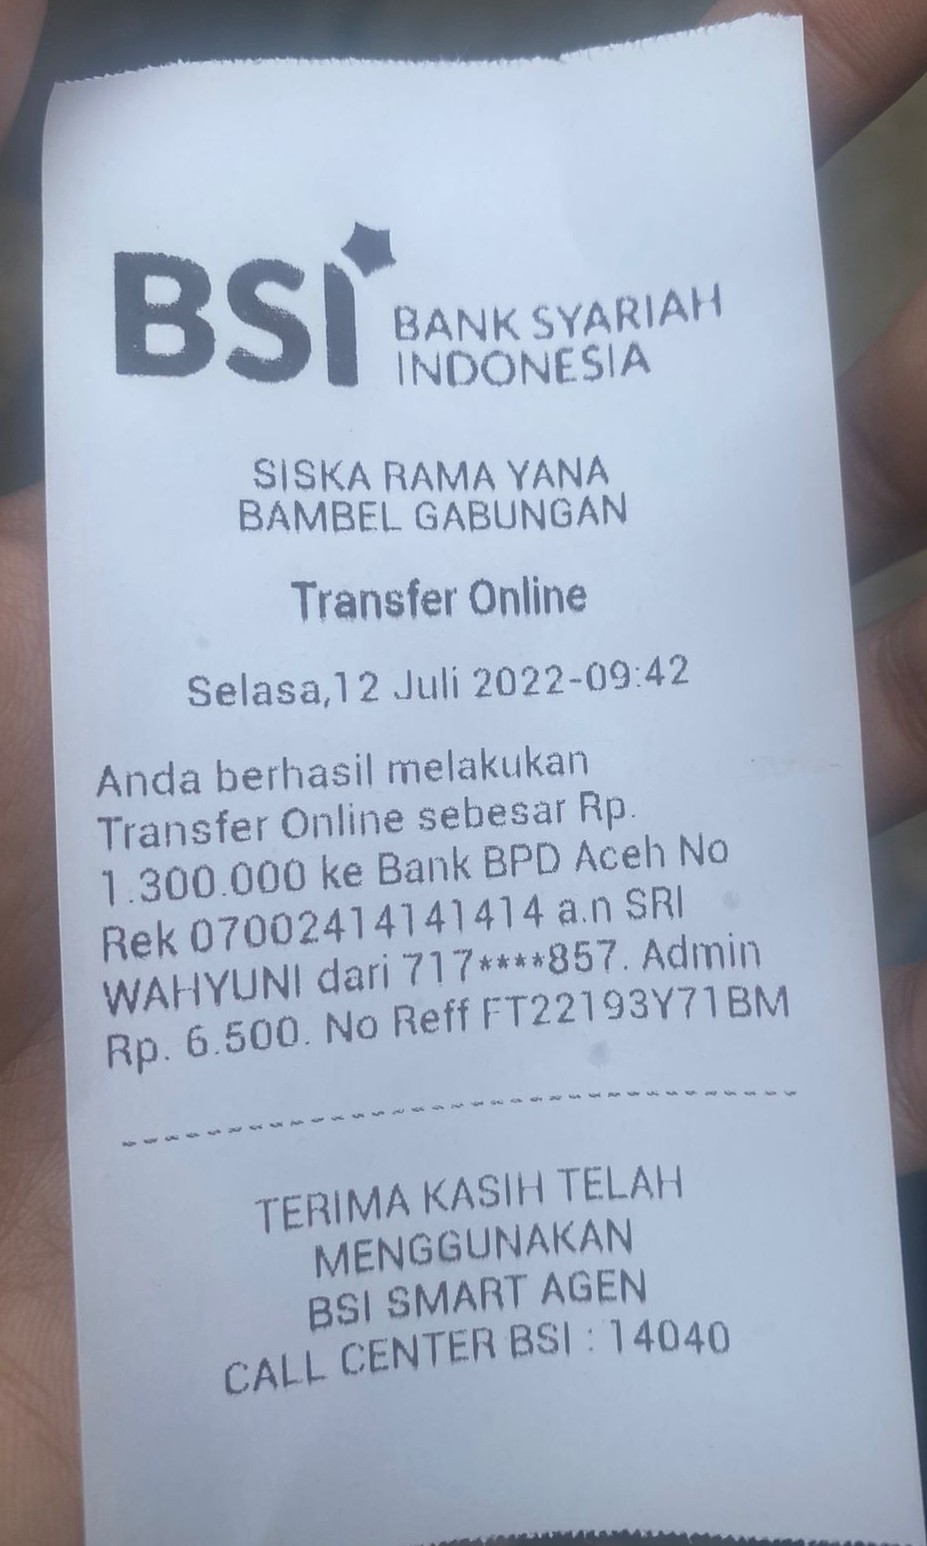 BSI BANK SYARIAH
INDONESIA
SISKA RAMA YANA
BAMBEL GABUNGAN
Transfer Online
Selasa,12 Juli 2022-09:42
Anda berhasil melakukan
Transfer Online sebesar Rp.
1.300.000 ke Bank BPD Aceh No
Rek 07002414141414 a.n SRI
WAHYUNI dari 717****857. Admin
Rp. 6.500. No Reff FT22193Y71BM
--------------------------------
TERIMA KASIH TELAH
MENGGUNAKAN
BSI SMART AGEN
CALL CENTER BSI : 14040